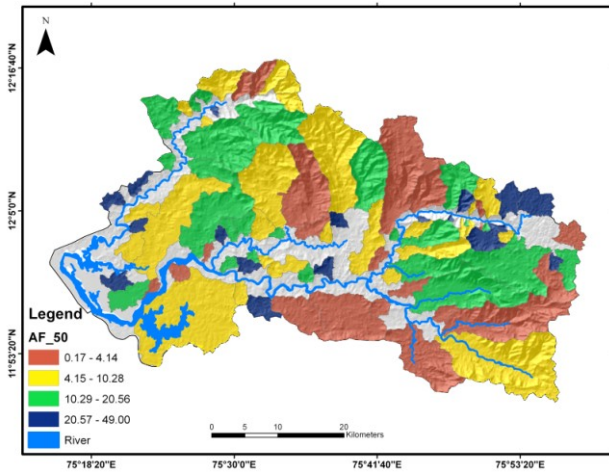 N
12°16'40"N
12°5'0"N
11°53'20"N
Legend
AF_50
0.17 - 4.14
4.15 - 10.28
10.29 - 20.56
20.57 - 49.00
River
0 5 10 20
Kilometers
75°18'20"E 75°30'0"E 75°41'40"E 75°53'20"E